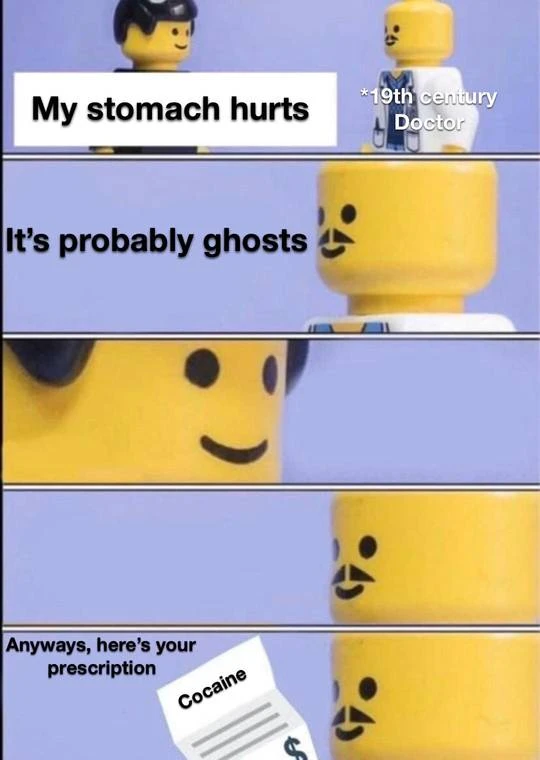 My stomach hurts
*19th century
Doctor
It's probably ghosts
Anyways, here's your
prescription
Cocaine
$